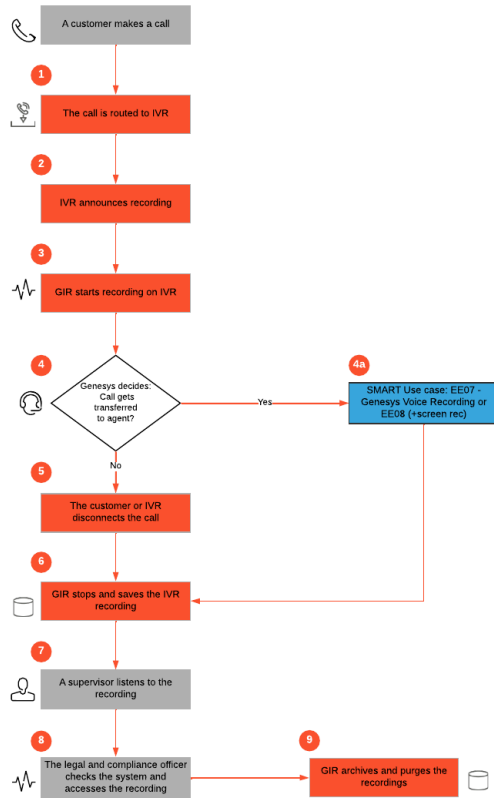 A customer makes a call
1
The call is routed to IVR
2
IVR announces recording
3
GIR starts recording on IVR
4
Genesys decides:
Call gets
transferred
to agent?
Yes
4a
SMART Use case: EE07 -
Genesys Voice Recording or
EE08 (+screen rec)
No
5
The customer or IVR
disconnects the call
6
GIR stops and saves the IVR
recording
7
A supervisor listens to the
recording
8
The legal and compliance officer
checks the system and
accesses the recording
9
GIR archives and purges the
recordings